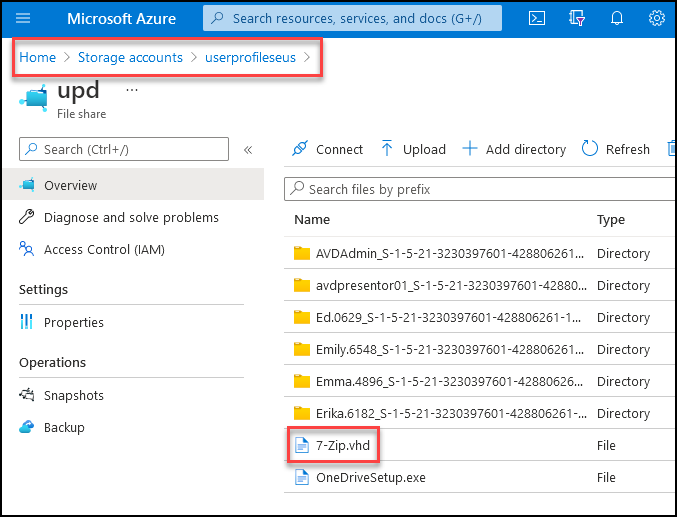 Microsoft Azure
Search resources, services, and docs (G+/)
Home > Storage accounts > userprofileseus >
upd ...
File share
Search (Ctrl+/) «
Overview
Diagnose and solve problems
Access Control (IAM)
Settings
Properties
Operations
Snapshots
Backup
Connect Upload Add directory Refresh
Search files by prefix
Name Type
AVDAdmin_S-1-5-21-3230397601-428806261... Directory
avdpresentor01_S-1-5-21-3230397601-42880... Directory
Ed.0629_S-1-5-21-3230397601-428806261-1... Directory
Emily.6548_S-1-5-21-3230397601-428806261... Directory
Emma.4896_S-1-5-21-3230397601-42880626... Directory
Erika.6182_S-1-5-21-3230397601-428806261... Directory
7-Zip.vhd File
OneDriveSetup.exe File